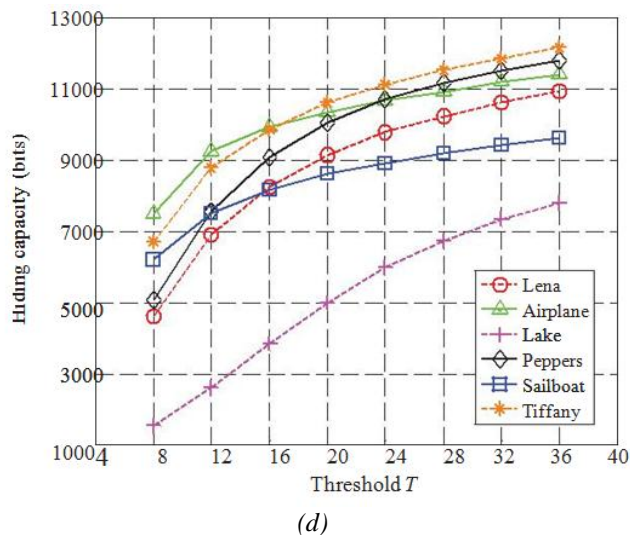 13000
11000
9000
7000
5000
3000
1000
Hiding capacity (bits)
4 8 12 16 20 24 28 32 36 40
Threshold T
Lena
Airplane
Lake
Peppers
Sailboat
Tiffany
(d)